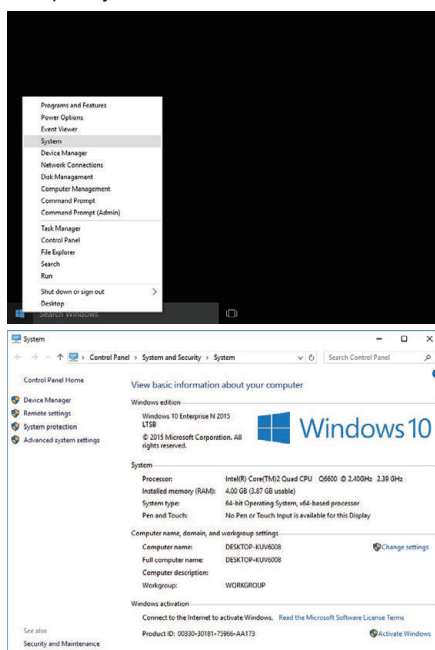 Programs and Features
Power Options
Event Viewer
System
Device Manager
Network Connections
Disk Management
Computer Management
Command Prompt
Command Prompt (Admin)
Task Manager
Control Panel
File Explorer
Search
Run
Shut down or sign out
Desktop
Search Windows
System
Control Panel › System and Security › System
Search Control Panel
Control Panel Home
Device Manager
Remote settings
System protection
Advanced system settings
View basic information about your computer
Windows edition
Windows 10 Enterprise N 2015
LTSB
© 2015 Microsoft Corporation. All
rights reserved.
Windows 10
System
Processor: Intel(R) Core(TM)2 Quad CPU Q6600 @ 2.40GHz 2.39 GHz
Installed memory (RAM): 4.00 GB (3.87 GB usable)
System type: 64-bit Operating System, x64-based processor
Pen and Touch: No Pen or Touch Input is available for this Display
Computer name, domain, and workgroup settings
Computer name: DESKTOP-KUV6008
Change settings
Full computer name: DESKTOP-KUV6008
Computer description:
Workgroup: WORKGROUP
Windows activation
Connect to the Internet to activate Windows. Read the Microsoft Software License Terms
Product ID: 00330-30181-75966-AA173
Activate Windows
See also
Security and Maintenance